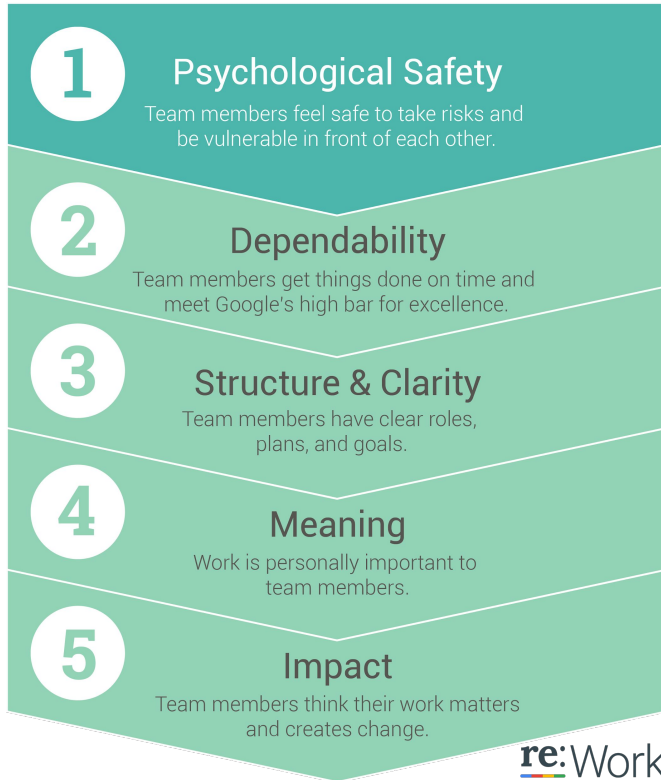 1
Psychological Safety
Team members feel safe to take risks and
be vulnerable in front of each other.
2
Dependability
Team members get things done on time and
meet Google's high bar for excellence.
3
Structure & Clarity
Team members have clear roles,
plans, and goals.
4
Meaning
Work is personally important to
team members.
5
Impact
Team members think their work matters
and creates change.
re:Work